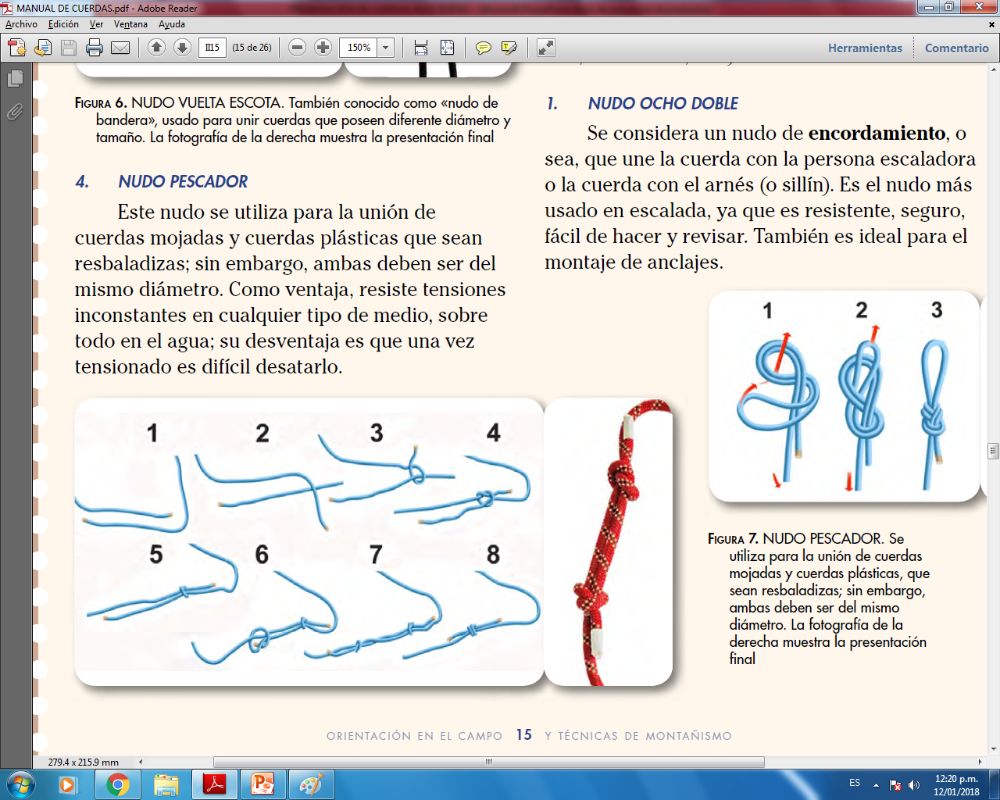 MANUAL DE CUERDAS.pdf - Adobe Reader
Archivo Edición Ver Ventana Ayuda
II15 (15 de 26) 150% Herramientas Comentario
FIGURA 6. NUDO VUELTA ESCOTA. También conocido como «nudo de
bandera», usado para unir cuerdas que poseen diferente diámetro y
tamaño. La fotografía de la derecha muestra la presentación final
4. NUDO PESCADOR
Este nudo se utiliza para la unión de
cuerdas mojadas y cuerdas plásticas que sean
resbaladizas; sin embargo, ambas deben ser del
mismo diámetro. Como ventaja, resiste tensiones
inconstantes en cualquier tipo de medio, sobre
todo en el agua; su desventaja es que una vez
tensionado es difícil desatarlo.
1 2 3 4
5 6 7 8
1. NUDO OCHO DOBLE
Se considera un nudo de encordamiento, o
sea, que une la cuerda con la persona escaladora
o la cuerda con el arnés (o sillín). Es el nudo más
usado en escalada, ya que es resistente, seguro,
fácil de hacer y revisar. También es ideal para el
montaje de anclajes.
1 2 3
FIGURA 7. NUDO PESCADOR. Se
utiliza para la unión de cuerdas
mojadas y cuerdas plásticas, que
sean resbaladizas; sin embargo,
ambas deben ser del mismo
diámetro. La fotografía de la
derecha muestra la presentación
final
ORIENTACIÓN EN EL CAMPO 15 Y TÉCNICAS DE MONTAÑISMO
279.4 x 215.9 mm
ES 12:20 p.m.
12/01/2018